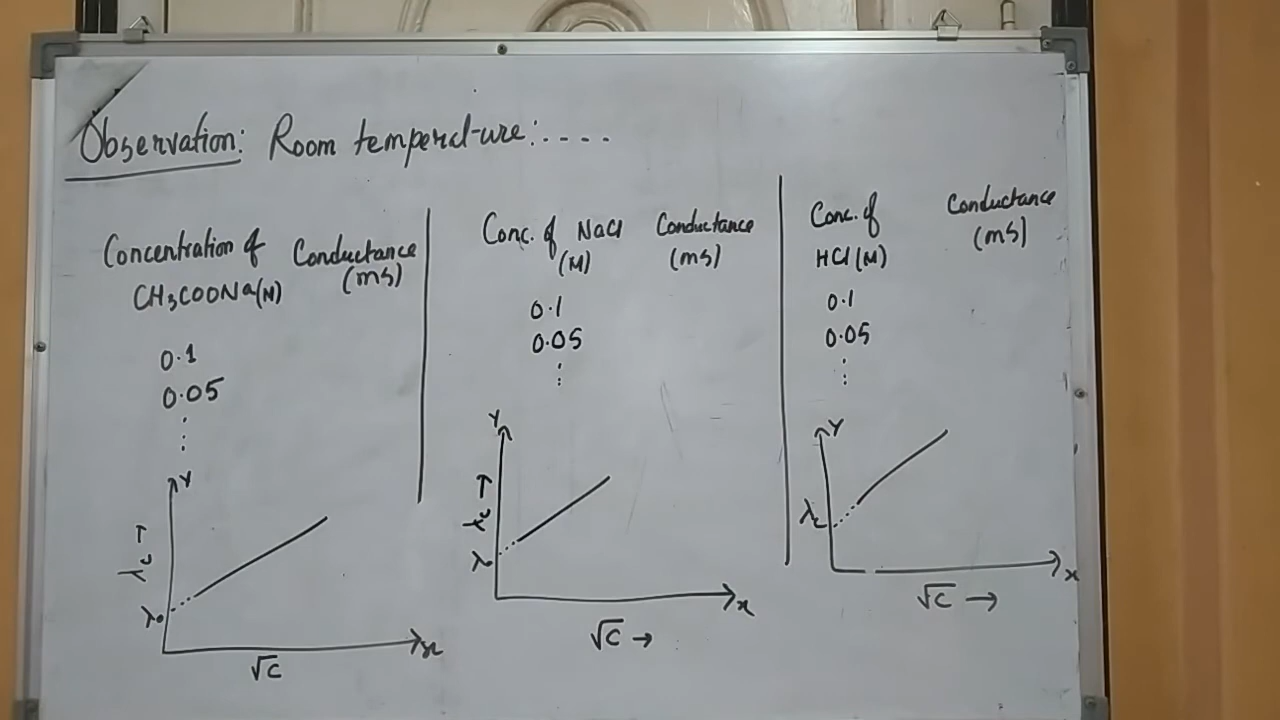 Observation: Room temperature:....
Concentration of CH3COONa(M)
Conductance (mS)
0.1
0.05
⋮
Y
λc →
λ0
x
√C
Conc. of NaCl (M)
Conductance (mS)
0.1
0.05
⋮
Y
λc →
λ0
x
√C →
Conc. of HCl (M)
Conductance (mS)
0.1
0.05
⋮
Y
λc
x
√C →